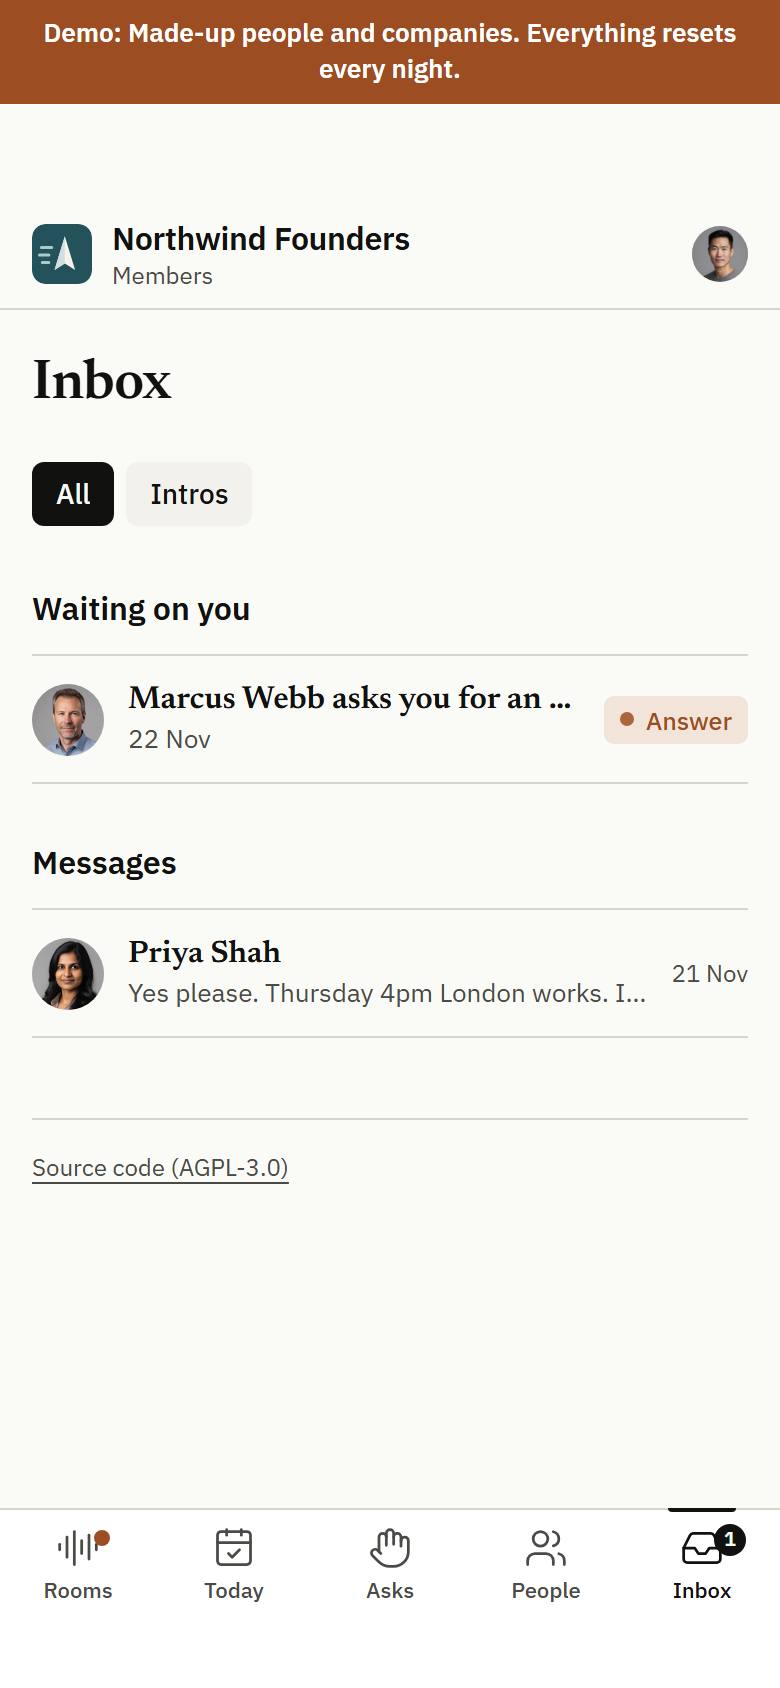 Demo: Made-up people and companies. Everything resets
every night.
Northwind Founders
Members
Inbox
All
Intros
Waiting on you
Marcus Webb asks you for an ...
22 Nov
Answer
Messages
Priya Shah
Yes please. Thursday 4pm London works. I...
21 Nov
Source code (AGPL-3.0)
Rooms
Today
Asks
People
1
Inbox